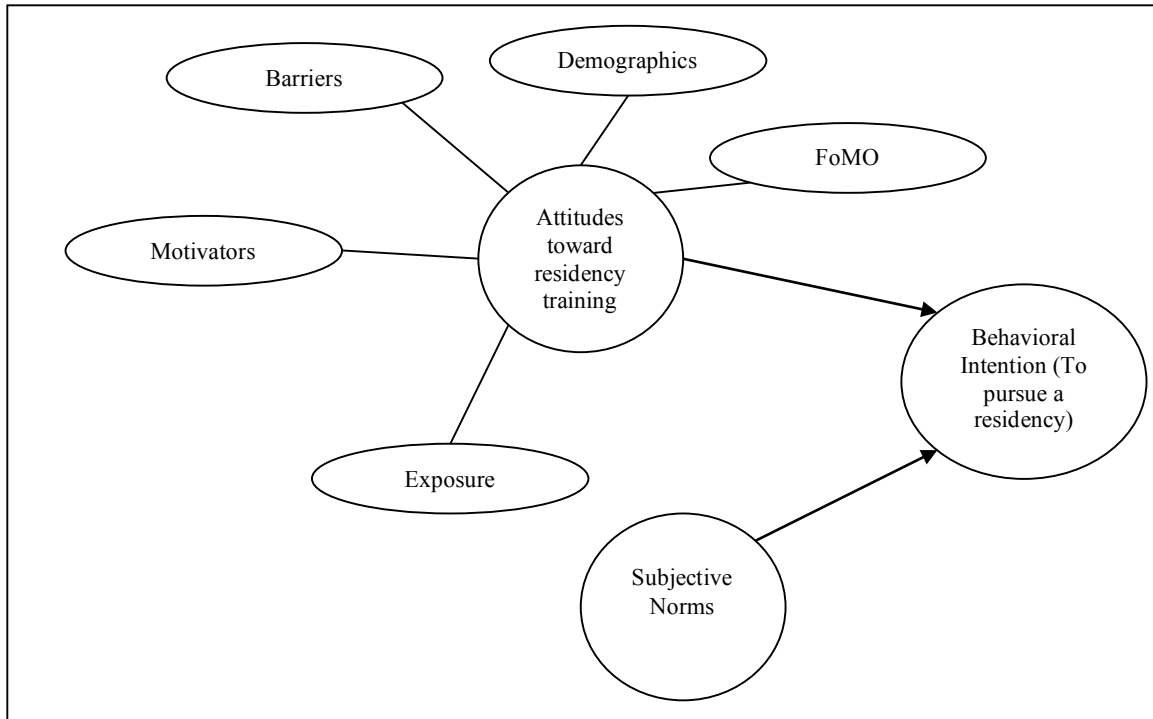 Demographics
Barriers
FoMO
Attitudes
toward
residency
training
Motivators
Behavioral
Intention (To
pursue a
residency)
Exposure
Subjective
Norms